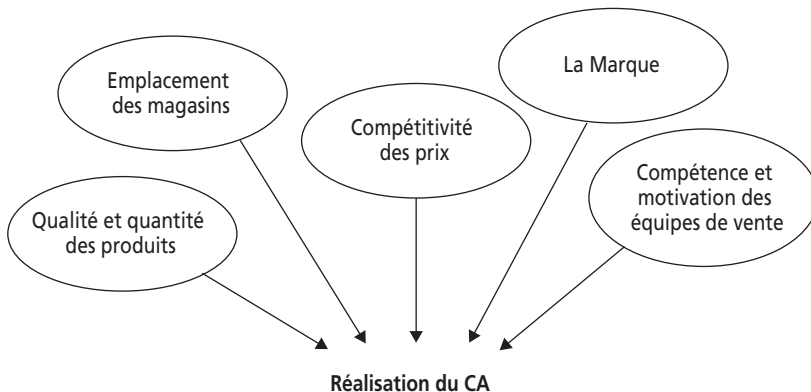 Emplacement
des magasins
La Marque
Compétitivité
des prix
Compétence et
motivation des
équipes de vente
Qualité et quantité
des produits
Réalisation du CA